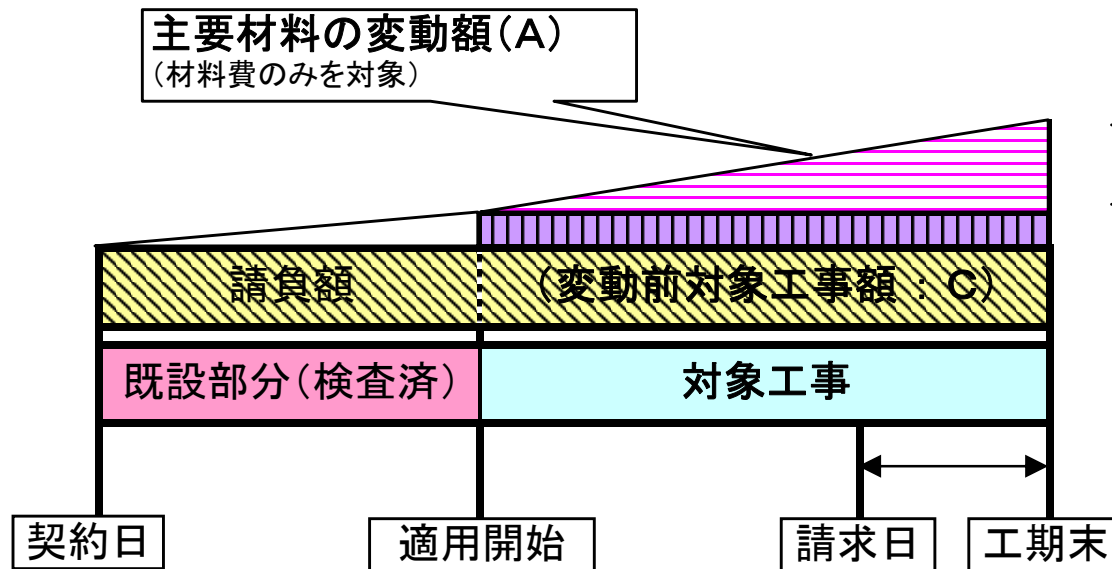 主要材料の変動額(A)
(材料費のみを対象)
請負額
(変動前対象工事額:C)
既設部分(検査済)
対象工事
契約日
適用開始
請求日
工期末